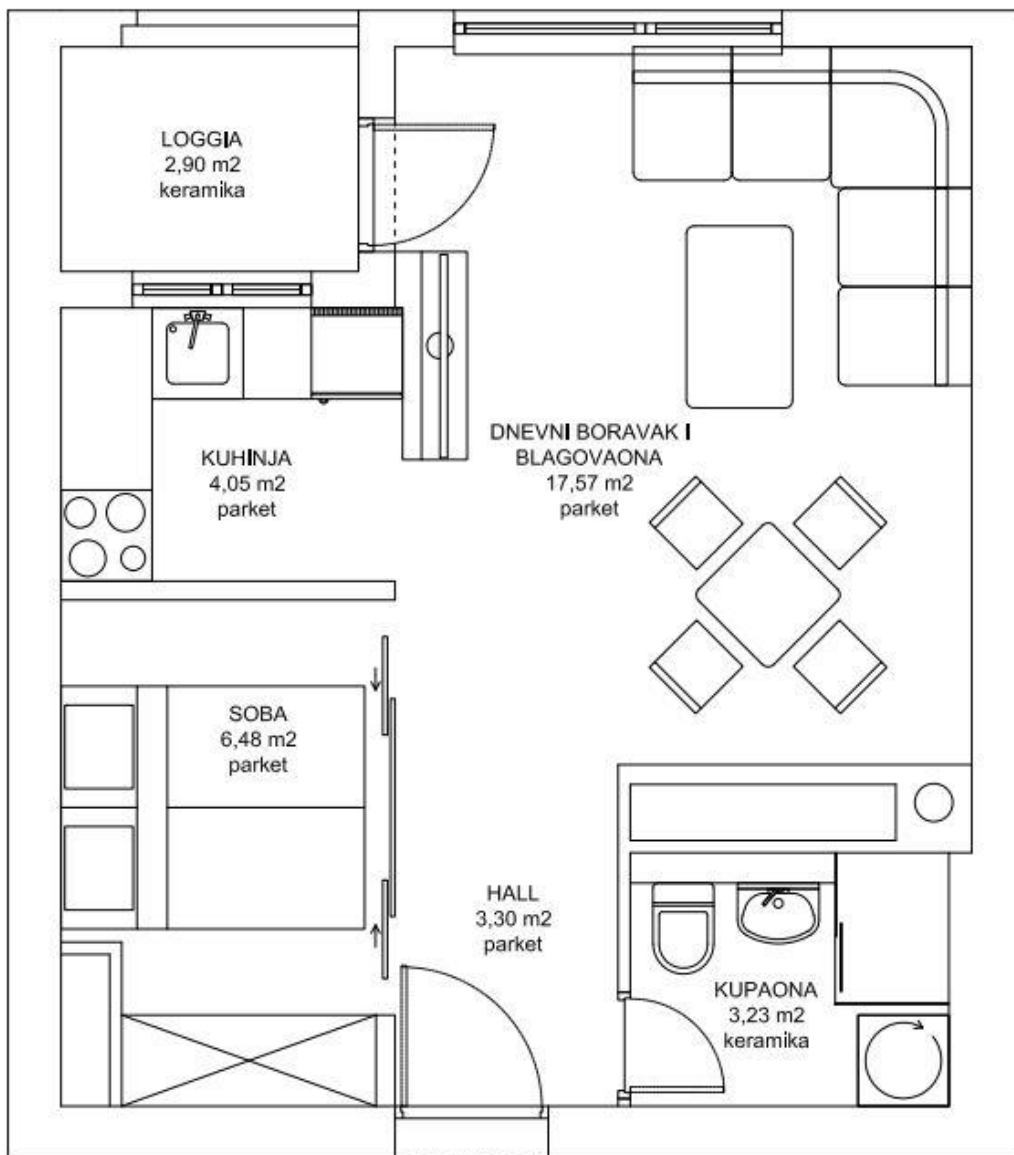 LOGGIA
2,90 m2
keramika
KUHINJA
4,05 m2
parket
DNEVNI BORAVAK I
BLAGOVAONA
17,57 m2
parket
SOBA
6,48 m2
parket
HALL
3,30 m2
parket
KUPAONA
3,23 m2
keramika